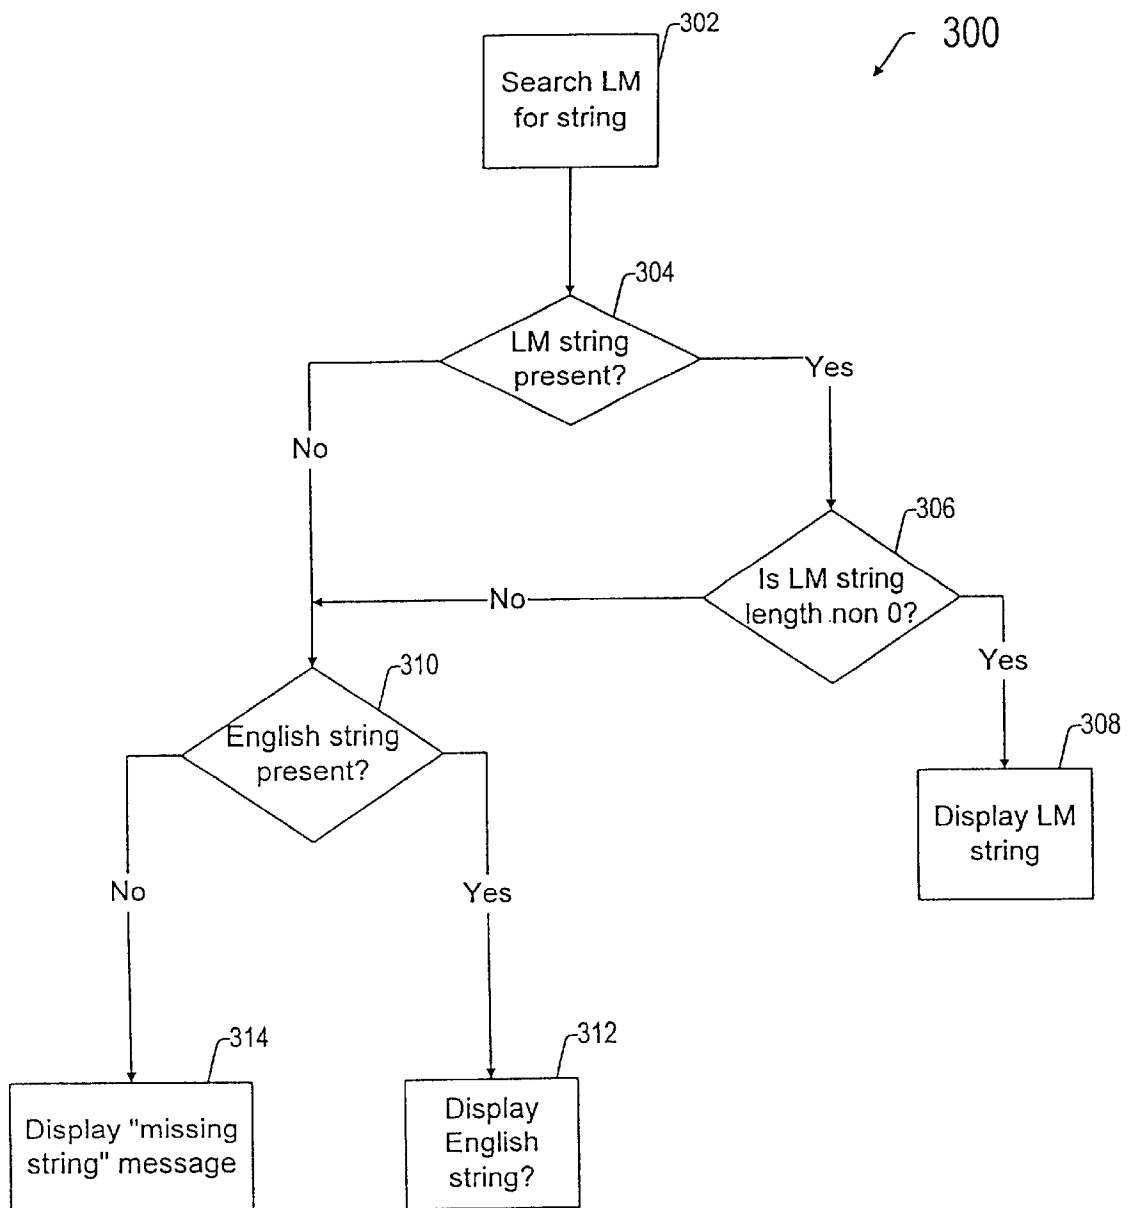 300
302
Search LM
for string
304
LM string
present?
Yes
No
306
Is LM string
length non 0?
No
Yes
310
English string
present?
308
Display LM
string
No
Yes
314
Display "missing
string" message
312
Display
English
string?